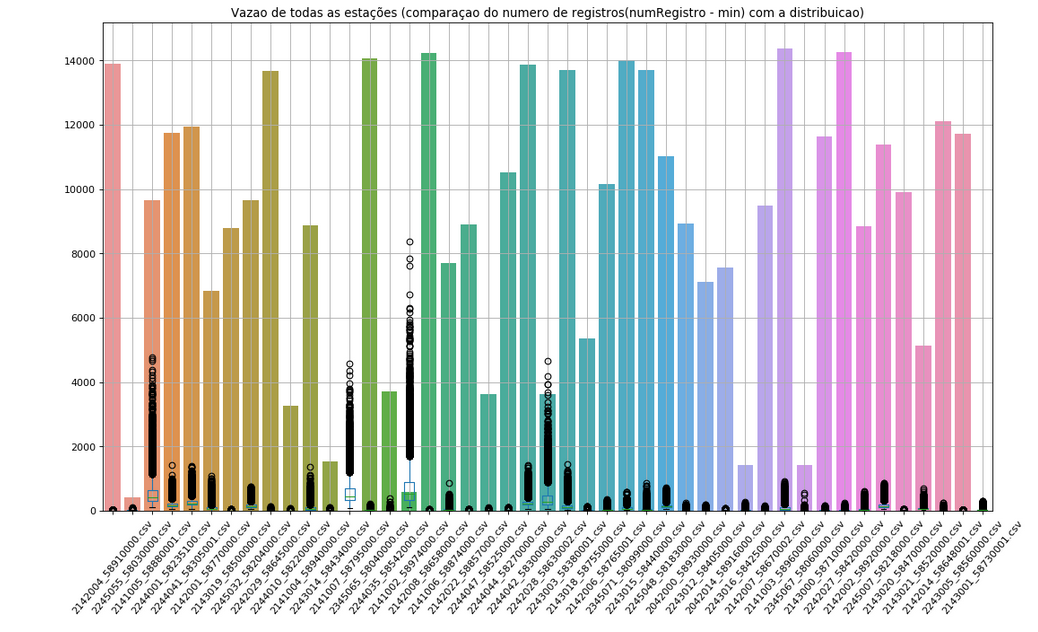 Vazao de todas as estações (comparaçao do numero de registros(numRegistro - min) com a distribuicao)
14000
12000
10000
8000
6000
4000
2000
0
2142004_58910000.csv
2245055_58030000.csv
2141005_58880001.csv
2244001_58235100.csv
2244041_58305001.csv
2142001_58770000.csv
2143019_58500000.csv
2245032_58204000.csv
2242029_58645000.csv
2244010_58220000.csv
2141004_58940000.csv
2243014_58434000.csv
2141007_58795000.csv
2345065_58040000.csv
2244035_58542000.csv
2141002_58974000.csv
2142008_58658000.csv
2141006_58874000.csv
2142022_58857000.csv
2244047_58525000.csv
2244044_58270000.csv
2244042_58300000.csv
2242028_58630002.csv
2243003_58380001.csv
2143018_58755000.csv
2142006_58765001.csv
2345071_58099000.csv
2243015_58440000.csv
2245048_58183000.csv
2042000_58930000.csv
2243012_58405000.csv
2042014_58916000.csv
2243016_58425000.csv
2142007_58670002.csv
2141003_58960000.csv
2345067_58060000.csv
2143000_58710000.csv
2242027_58420000.csv
2142002_58920000.csv
2245007_58218000.csv
2143020_58470000.csv
2143021_58520000.csv
2142014_58648001.csv
2243005_58560000.csv
2143001_58730001.csv